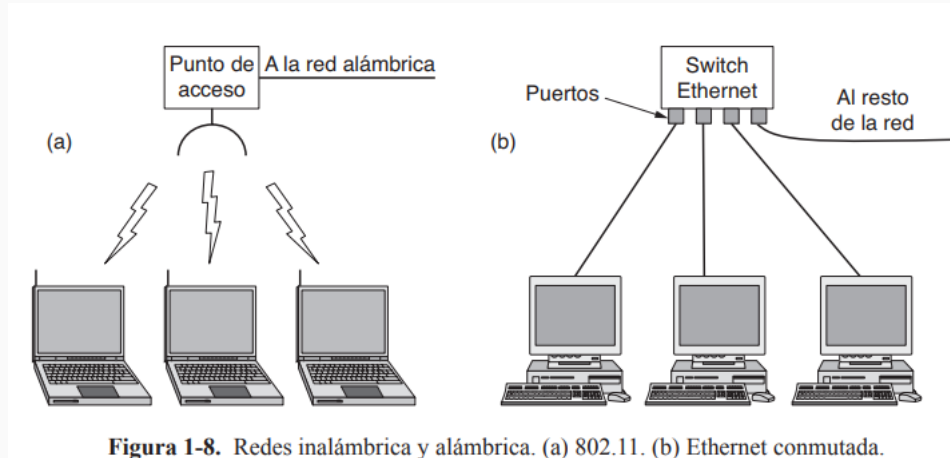 Punto de
acceso
A la red alámbrica
(a)
Switch
Ethernet
Puertos
Al resto
de la red
(b)
Figura 1-8. Redes inalámbrica y alámbrica. (a) 802.11. (b) Ethernet conmutada.